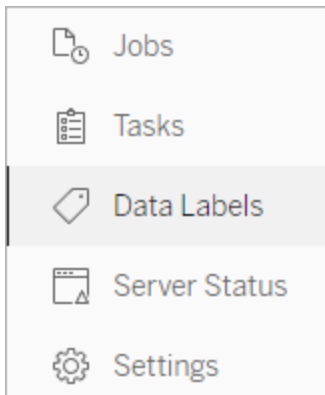 Jobs
Tasks
Data Labels
Server Status
Settings